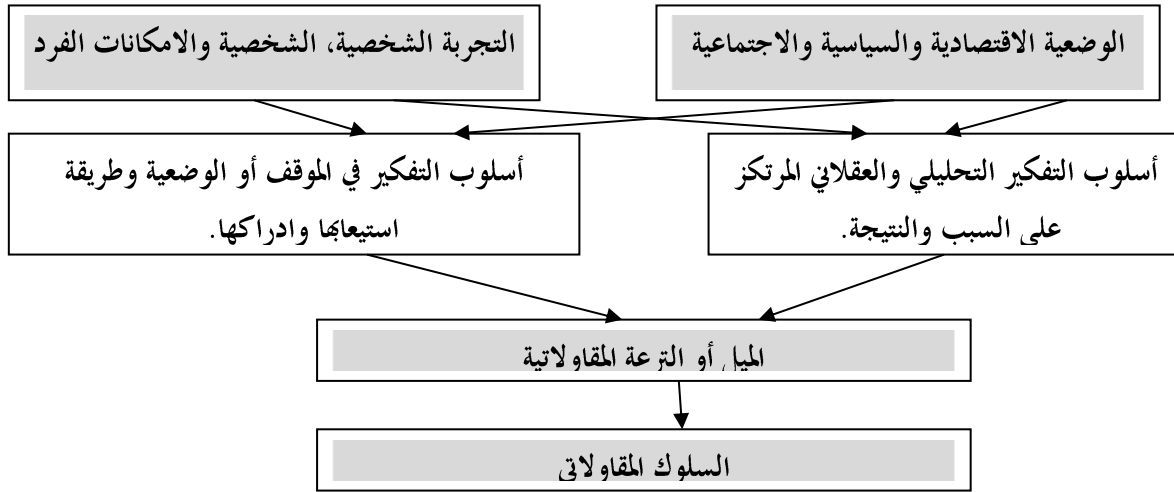 الوضعية الاقتصادية والسياسية والاجتماعية
التجربة الشخصية، الشخصية والامكانات الفرد
أسلوب التفكير التحليلي والعقلاني المرتكز
على السبب والنتيجة.
أسلوب التفكير في الموقف أو الوضعية وطريقة
استيعابها وادراكها.
الميل أو الترعة المقاولاتية
السلوك المقاولاتي